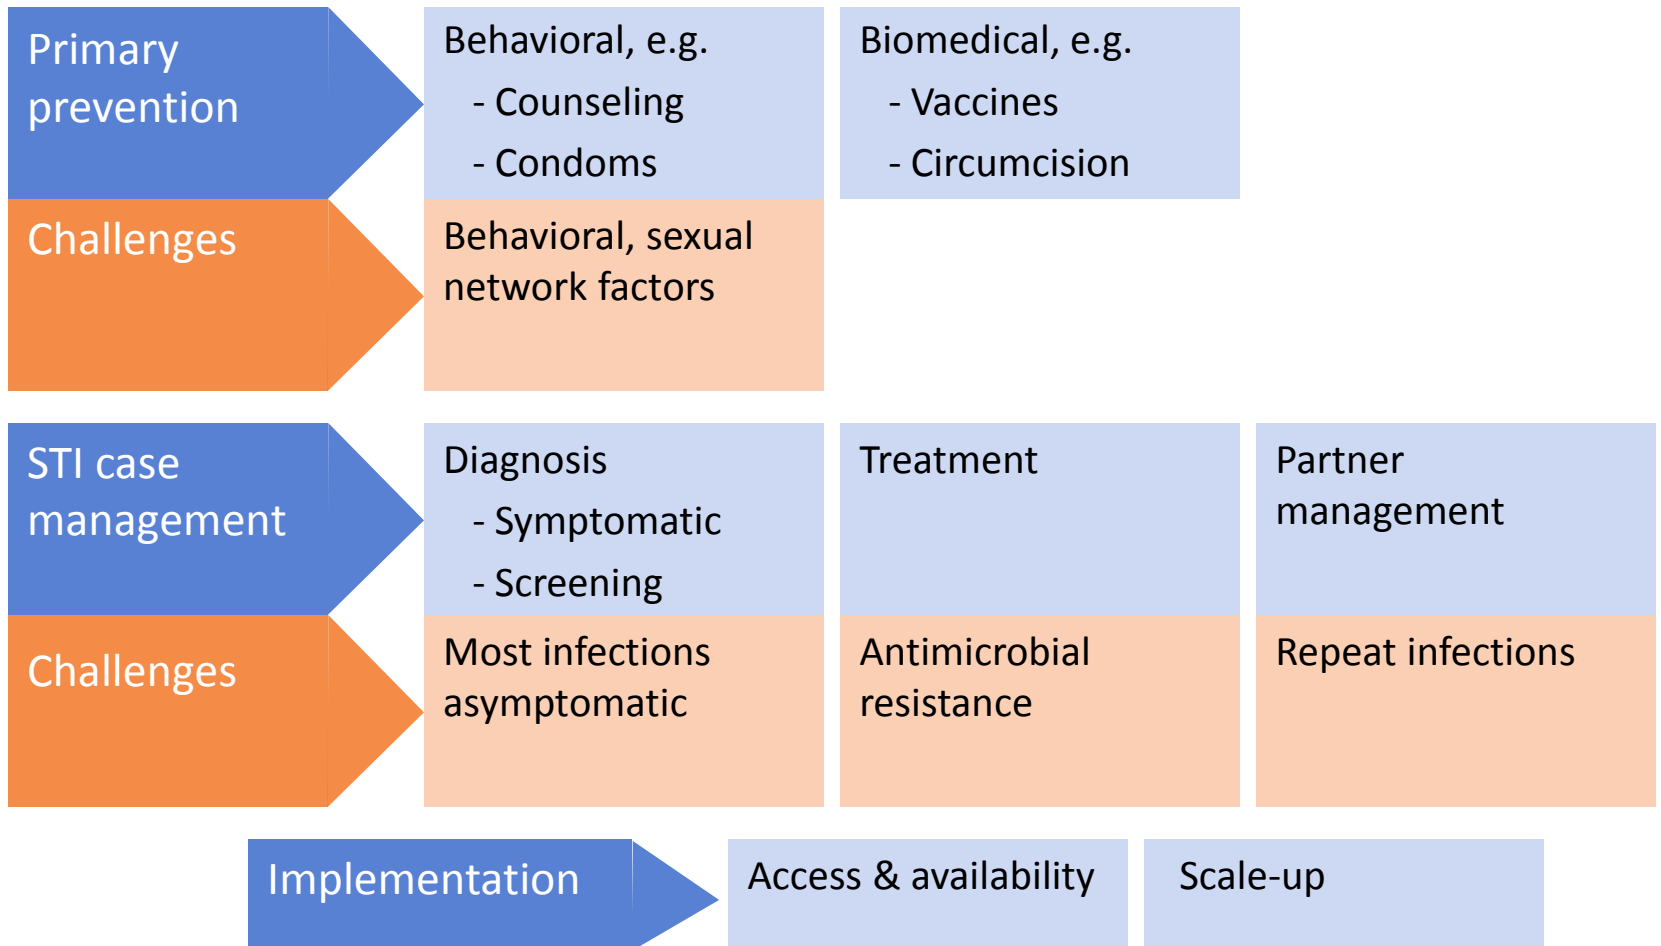 Primary
prevention
Behavioral, e.g.
- Counseling
- Condoms
Biomedical, e.g.
- Vaccines
- Circumcision
Challenges
Behavioral, sexual
network factors
STI case
management
Diagnosis
- Symptomatic
- Screening
Treatment
Partner
management
Challenges
Most infections
asymptomatic
Antimicrobial
resistance
Repeat infections
Implementation
Access & availability
Scale-up